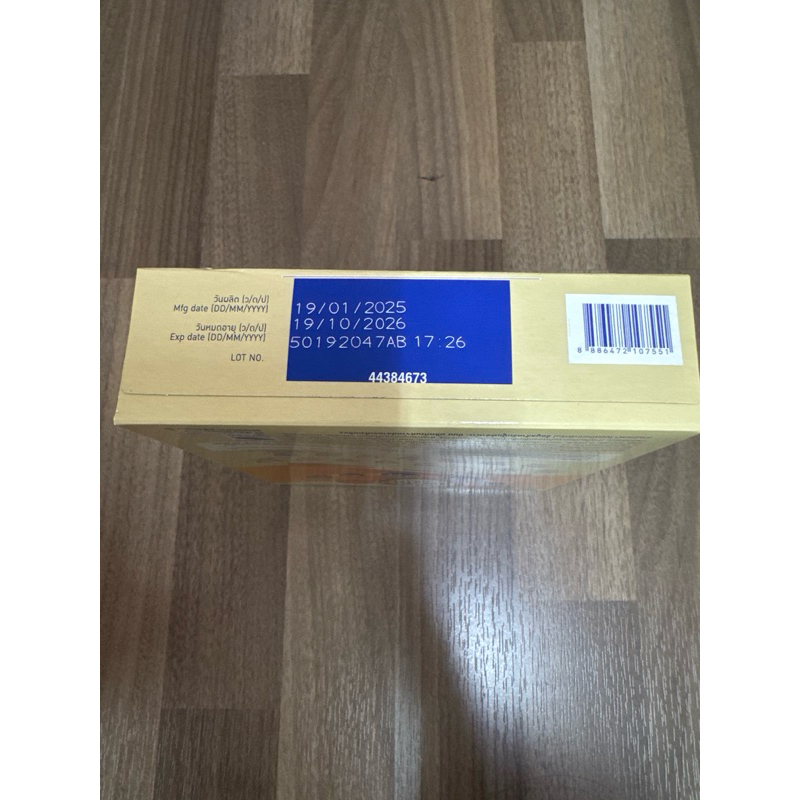 วันผลิต (ว/ด/ป)
Mfg date (DD/MM/YYYY)
19/01/2025
วันหมดอายุ (ว/ด/ป)
Exp date (DD/MM/YYYY)
19/10/2026
LOT NO.
50192047AB 17:26
44384673
8 886472 107551